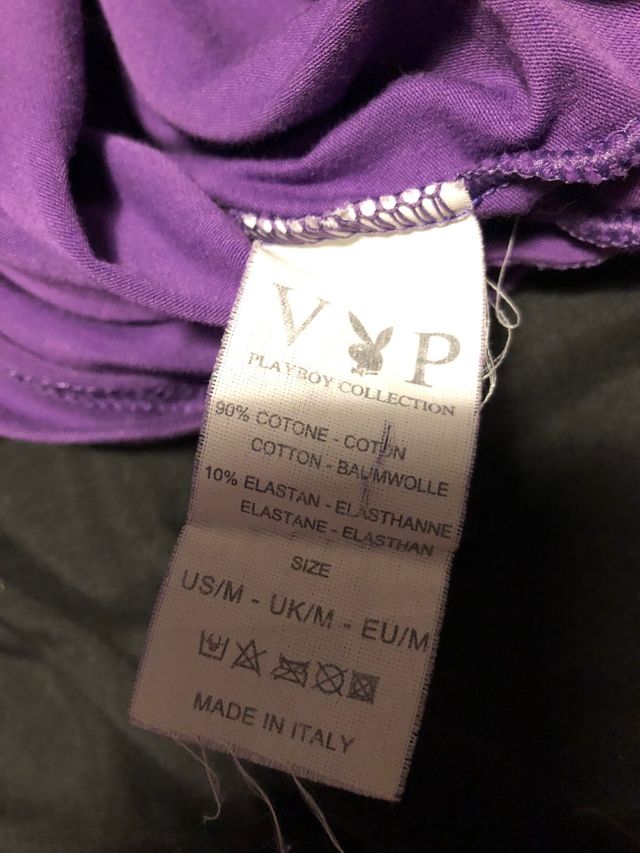 V P
PLAYBOY COLLECTION
90% COTONE - COTON
COTTON - BAUMWOLLE
10% ELASTAN - ELASTHANNE
ELASTANE - ELASTHAN
SIZE
US/M - UK/M - EU/M
MADE IN ITALY